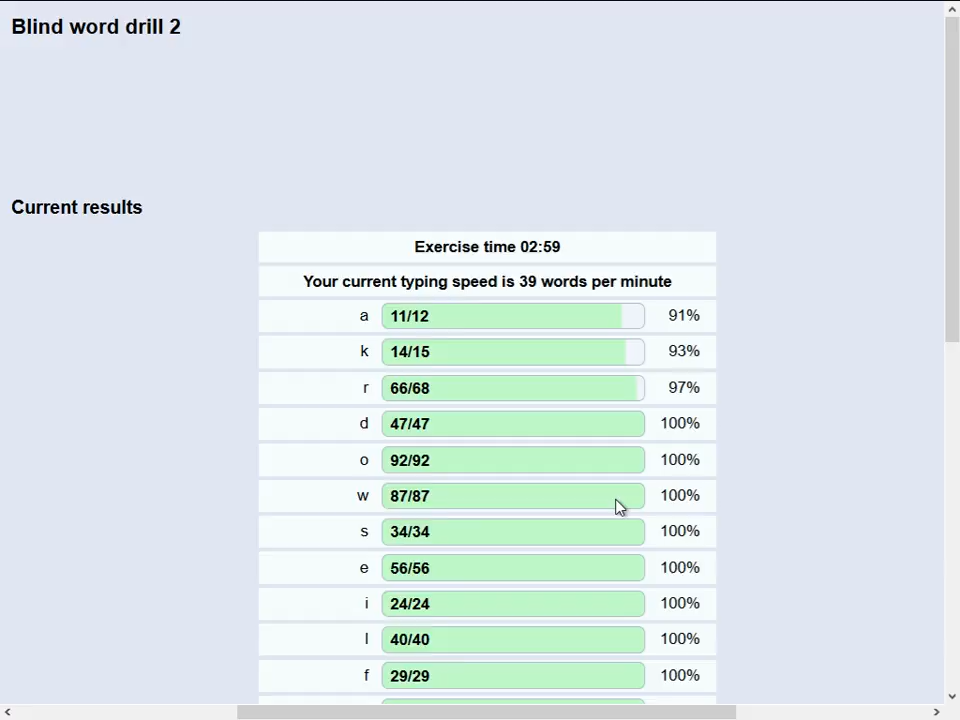 Blind word drill 2
Current results
Exercise time 02:59
Your current typing speed is 39 words per minute
a 11/12 91%
k 14/15 93%
r 66/68 97%
d 47/47 100%
o 92/92 100%
w 87/87 100%
s 34/34 100%
e 56/56 100%
i 24/24 100%
l 40/40 100%
f 29/29 100%